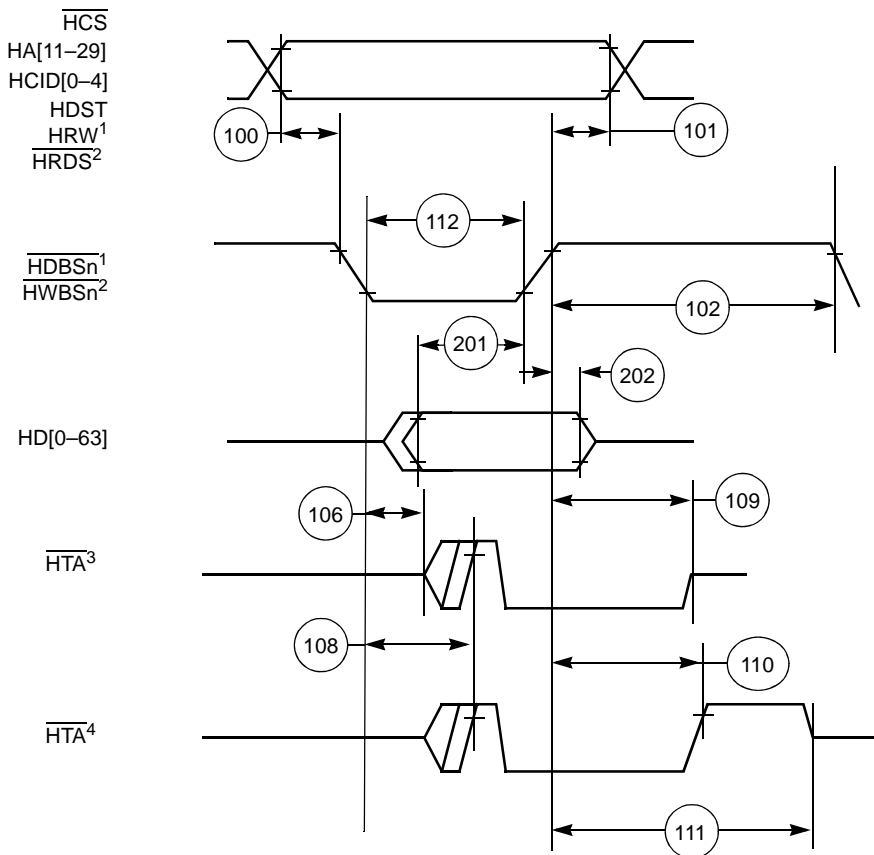 HCS
HA[11–29]
HCID[0–4]
HDST
HRW1
HRDS2
100
101
112
HDBSn1
HWBSn2
102
201
202
HD[0–63]
106
109
HTA3
108
110
HTA4
111